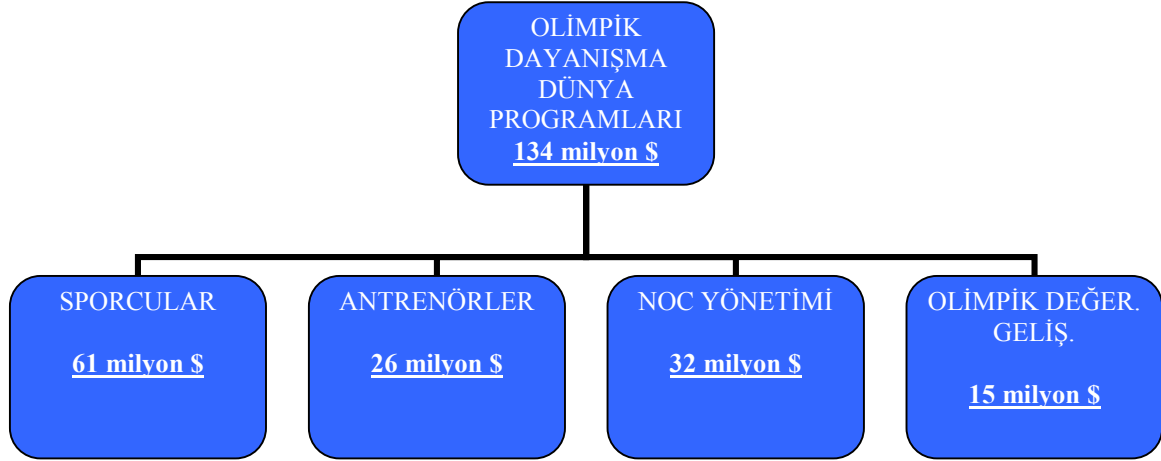 OLİMPİK
DAYANIŞMA
DÜNYA
PROGRAMLARI
134 milyon $
SPORCULAR
61 milyon $
ANTRENÖRLER
26 milyon $
NOC YÖNETİMİ
32 milyon $
OLİMPİK DEĞER.
GELİŞ.
15 milyon $